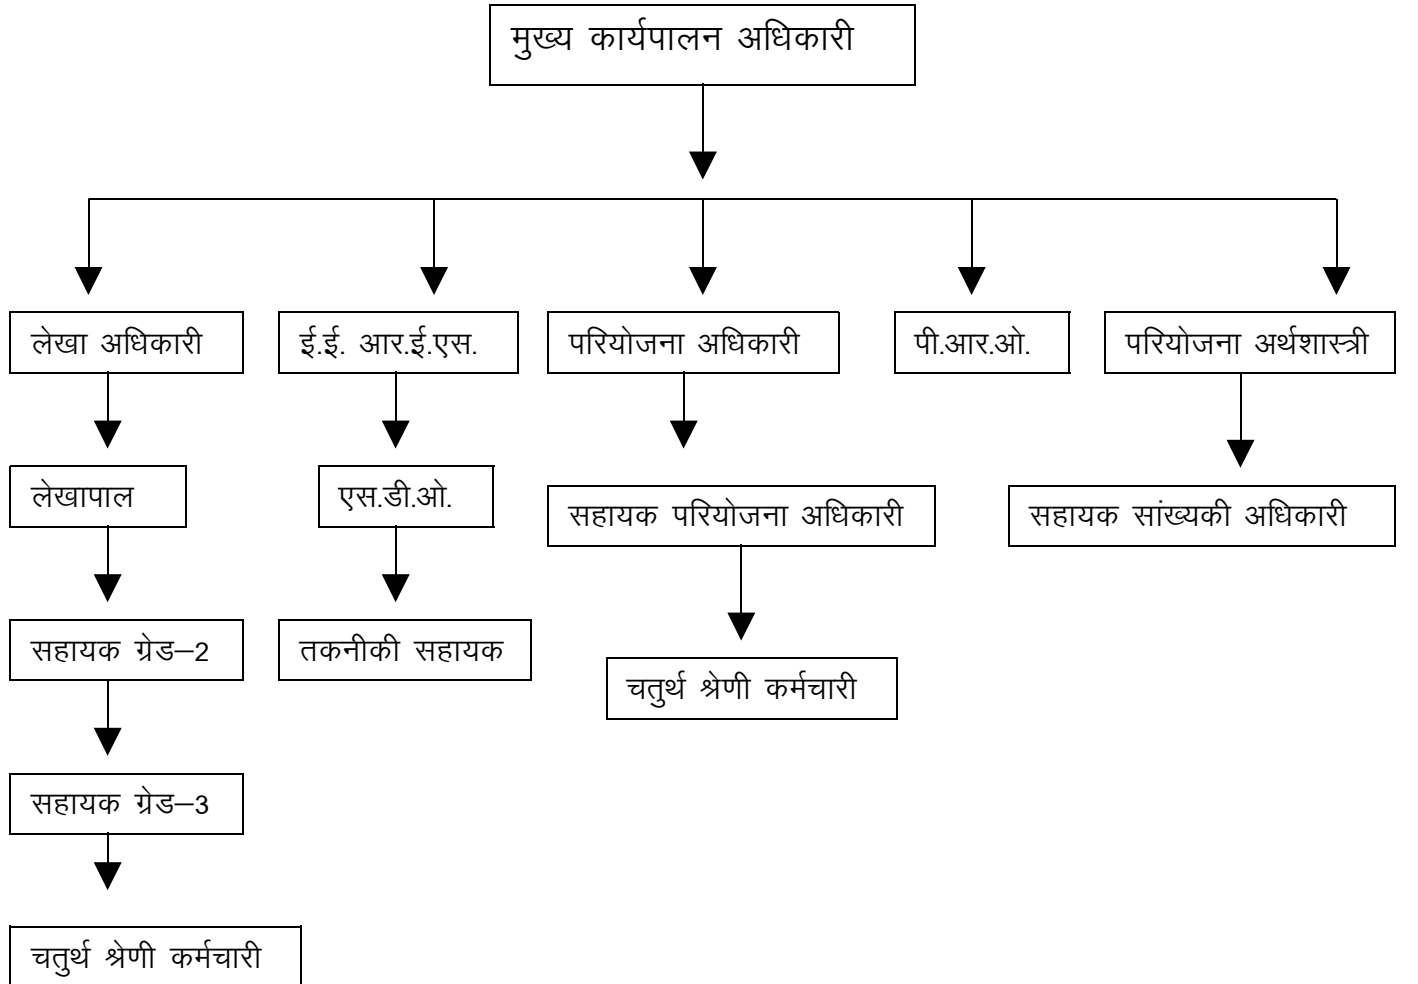 मुख्य कार्यपालन अधिकारी
लेखा अधिकारी
ई.ई. आर.ई.एस.
परियोजना अधिकारी
पी.आर.ओ.
परियोजना अर्थशास्त्री
लेखापाल
एस.डी.ओ.
सहायक परियोजना अधिकारी
सहायक सांख्यकी अधिकारी
सहायक ग्रेड–2
तकनीकी सहायक
चतुर्थ श्रेणी कर्मचारी
सहायक ग्रेड–3
चतुर्थ श्रेणी कर्मचारी